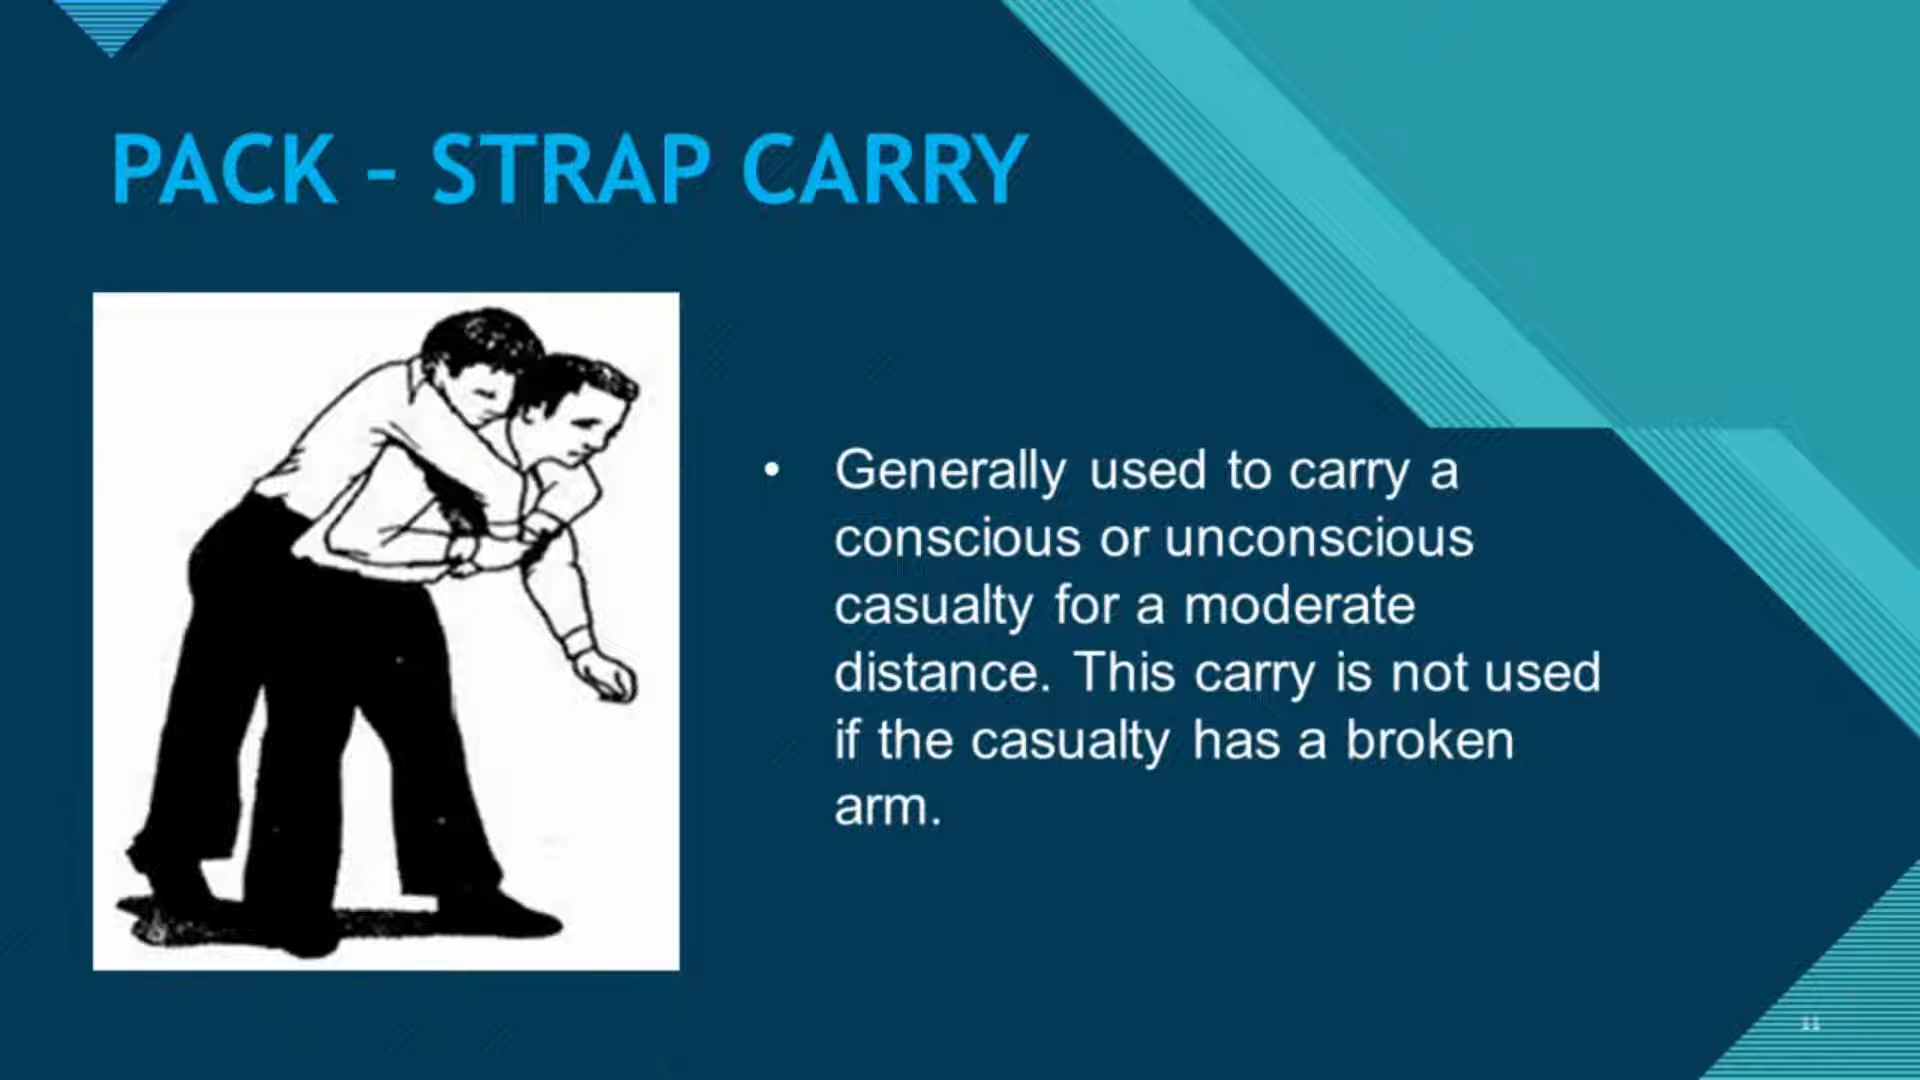 PACK - STRAP CARRY
• Generally used to carry a
conscious or unconscious
casualty for a moderate
distance. This carry is not used
if the casualty has a broken
arm.
11